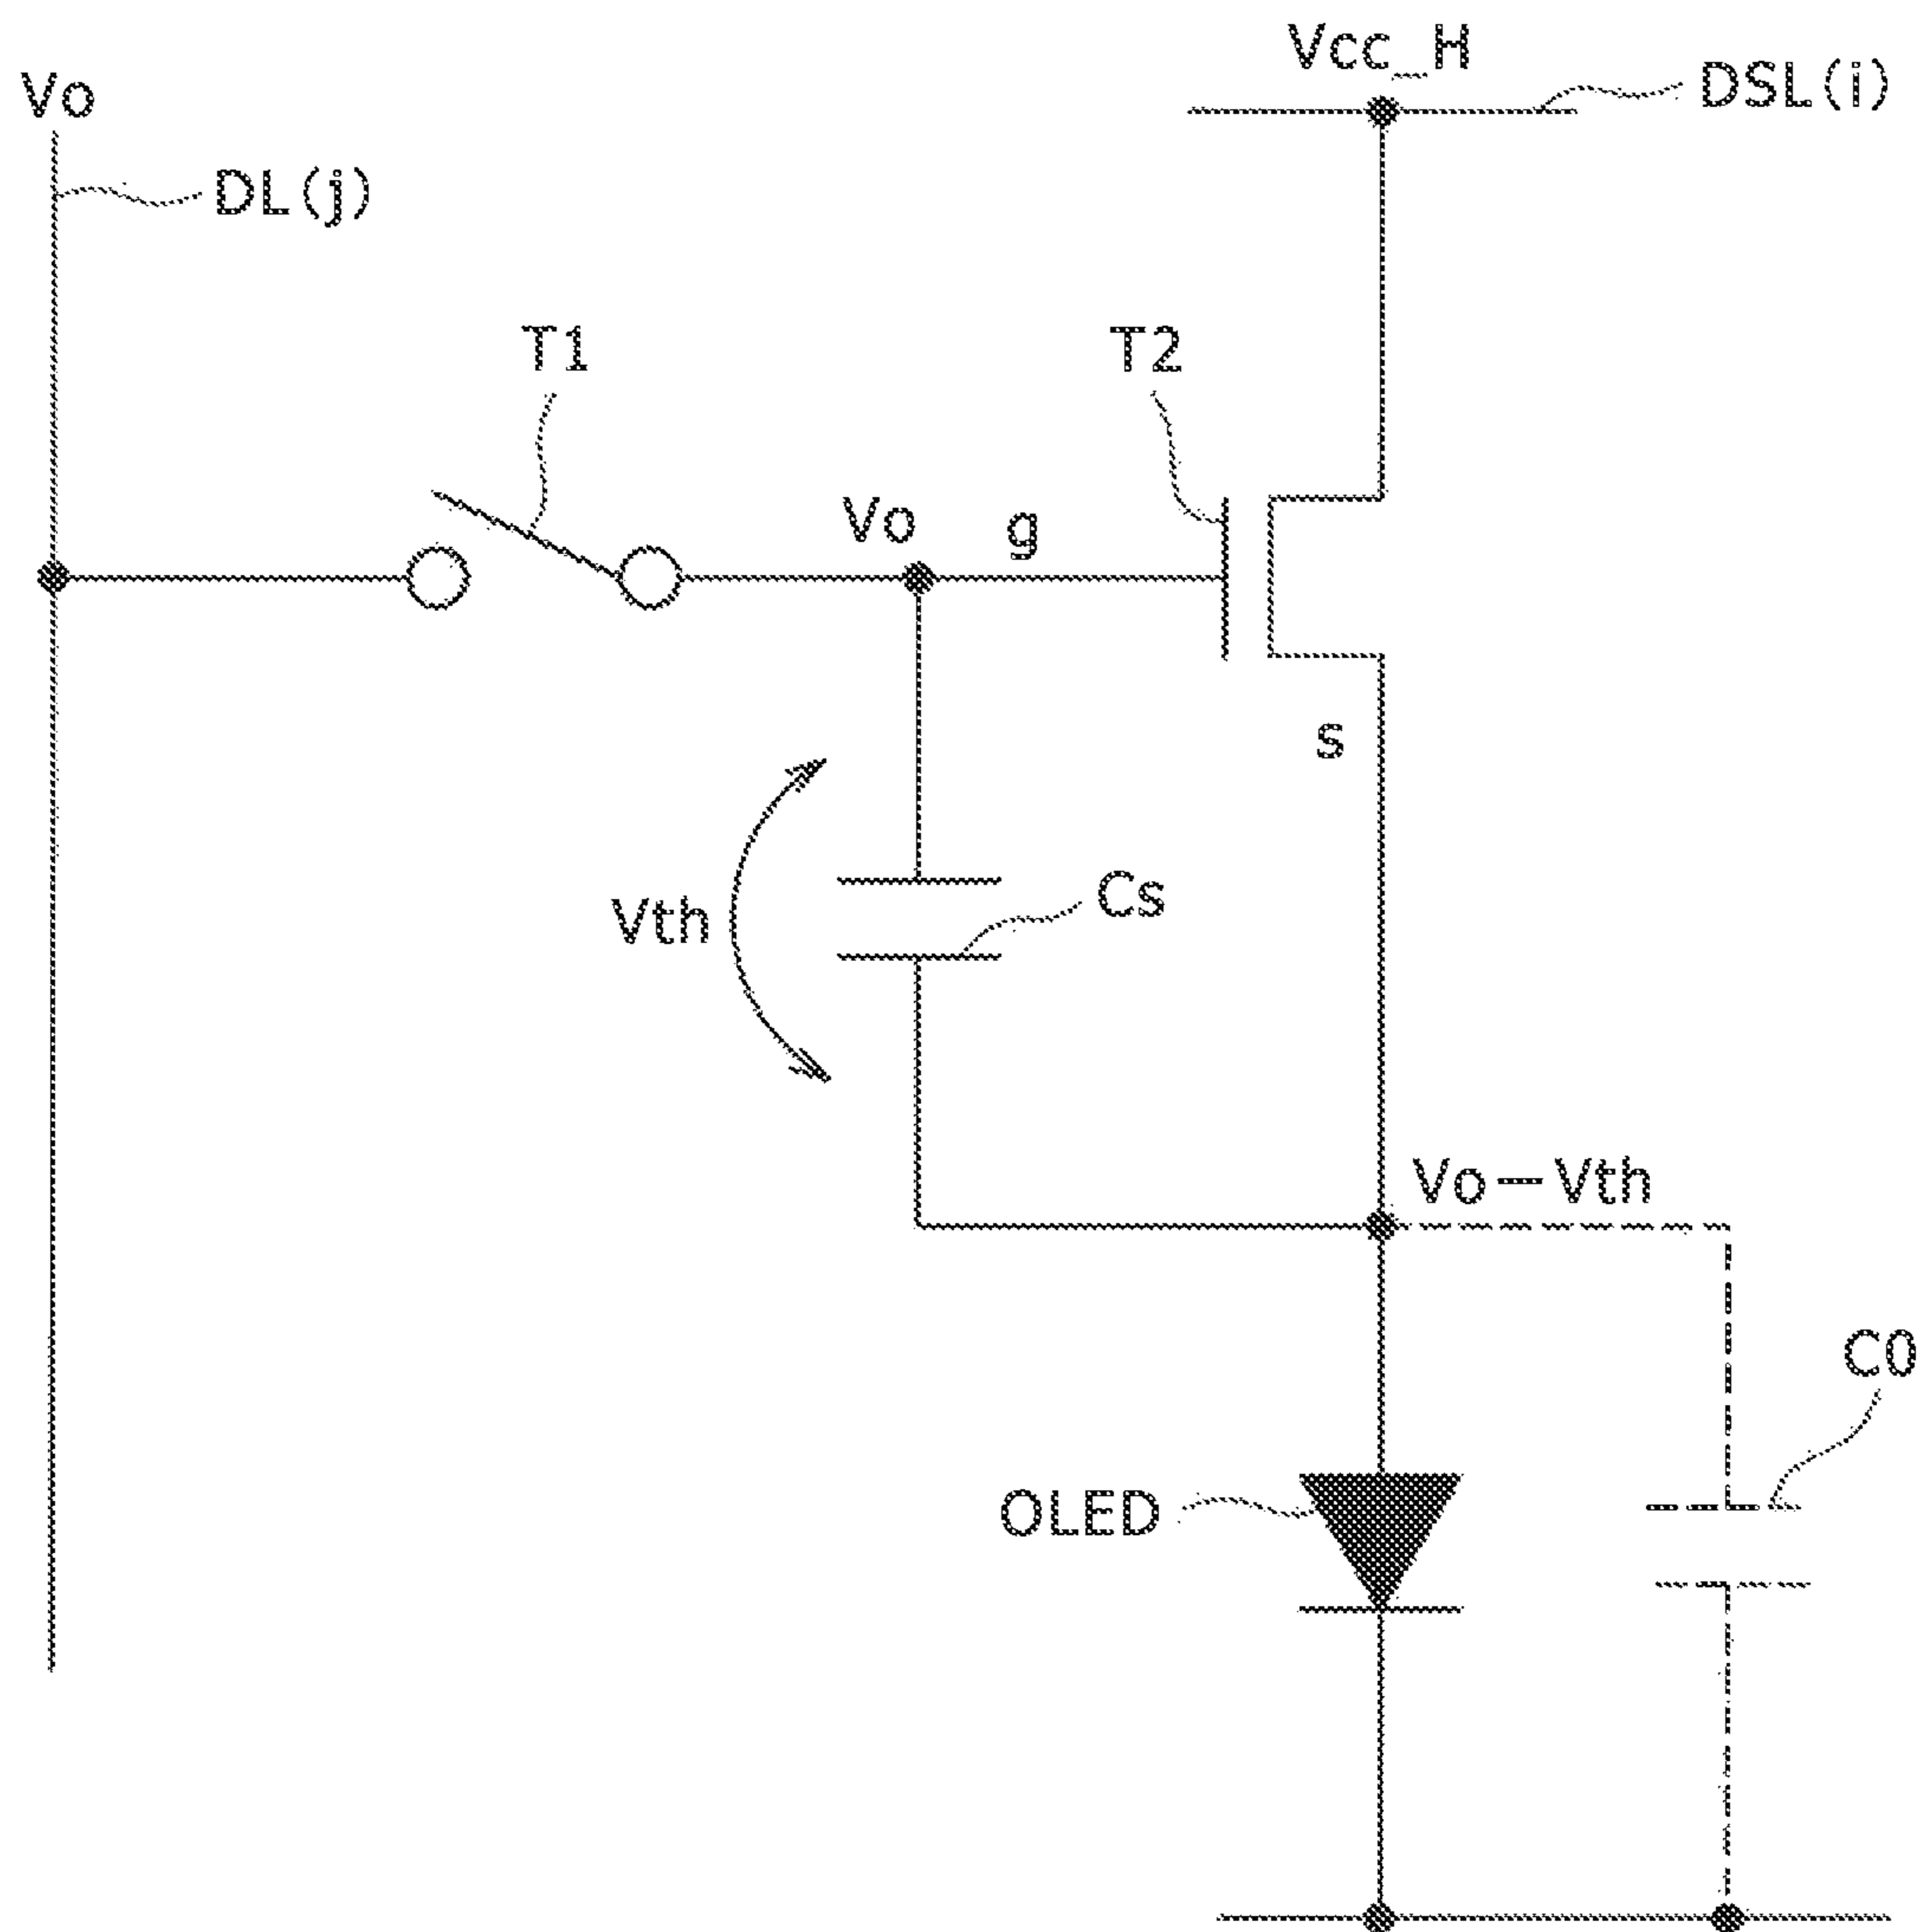 Vcc_H
DSL(i)
Vo
DL(j)
T1
T2
Vo
g
s
Vth
Cs
Vo−Vth
C0
OLED